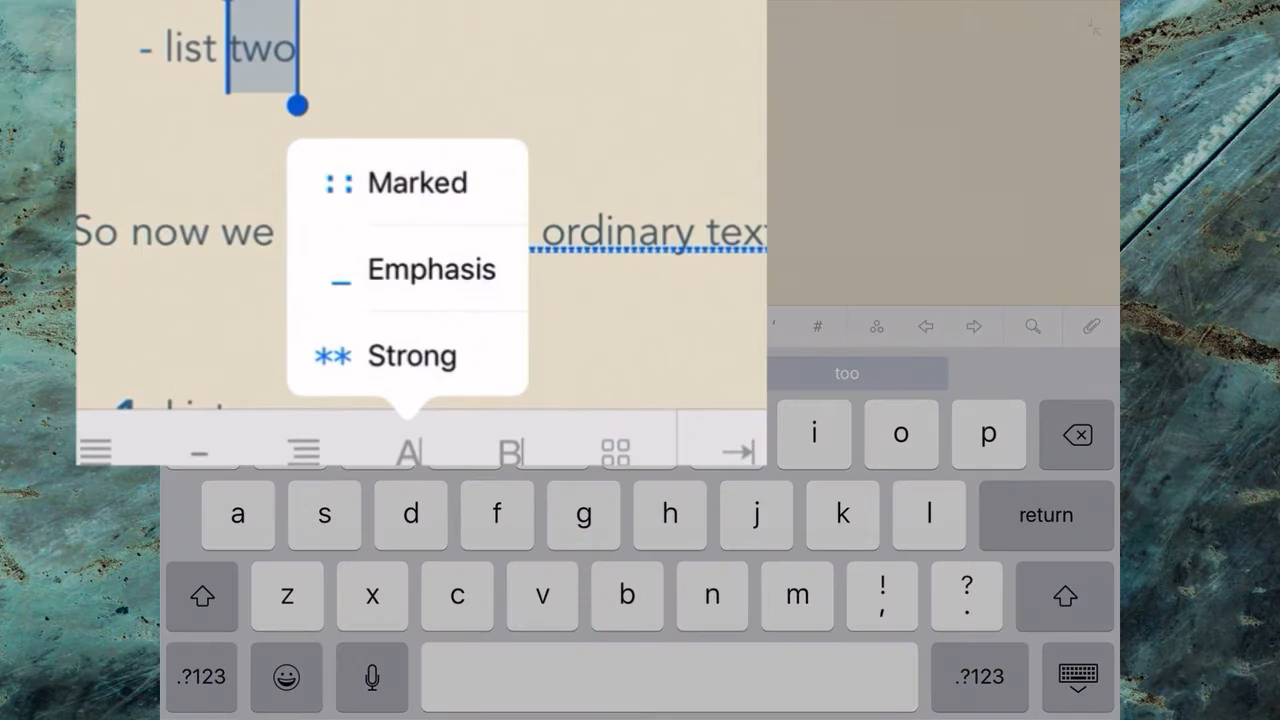 - list two
:: Marked
So now we ordinary tex
_ Emphasis
** Strong
A B
#
too
i o p
a s d f g h j k l return
z x c v b n m ! , ? .
.?123 .?123